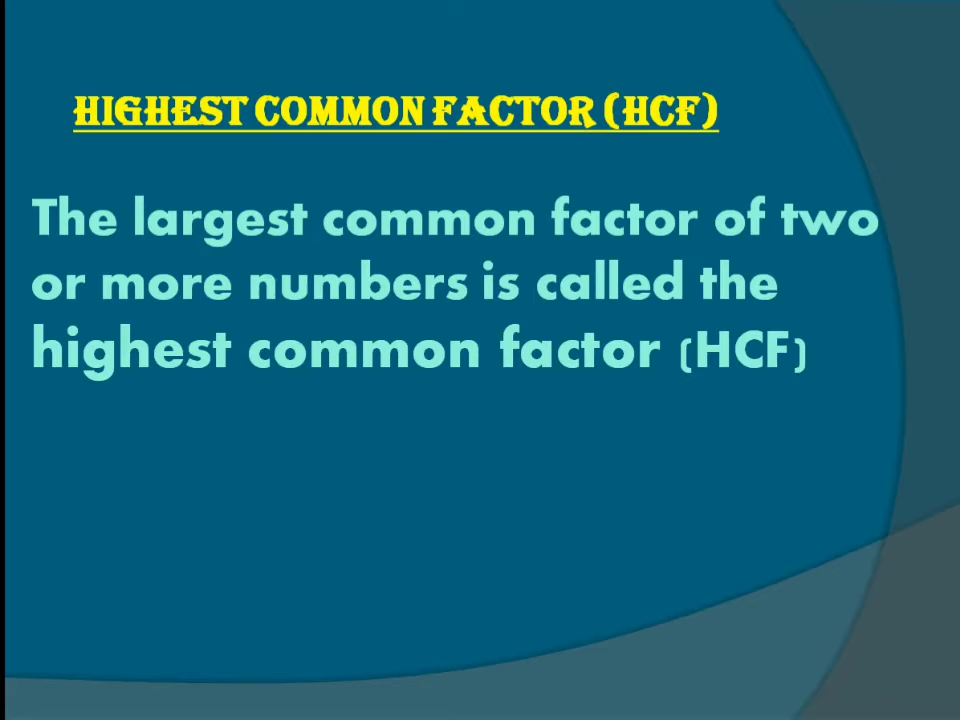 HIGHEST COMMON FACTOR (HCF)
The largest common factor of two
or more numbers is called the
highest common factor (HCF)